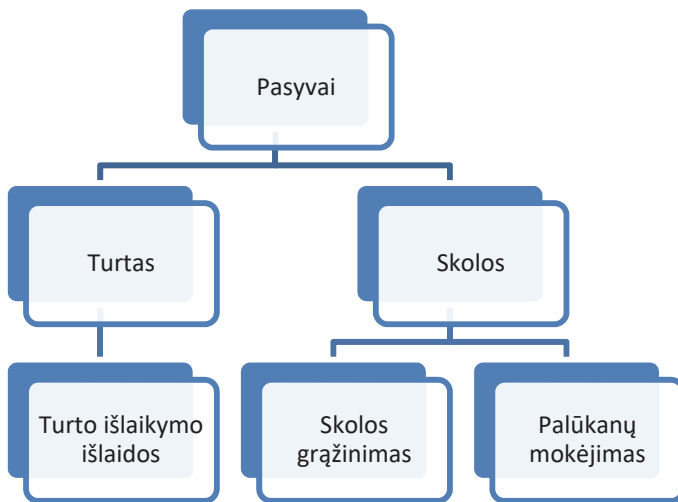 Pasyvai
Turtas
Skolos
Turto išlaikymo
išlaidos
Skolos
grąžinimas
Palūkanų
mokėjimas